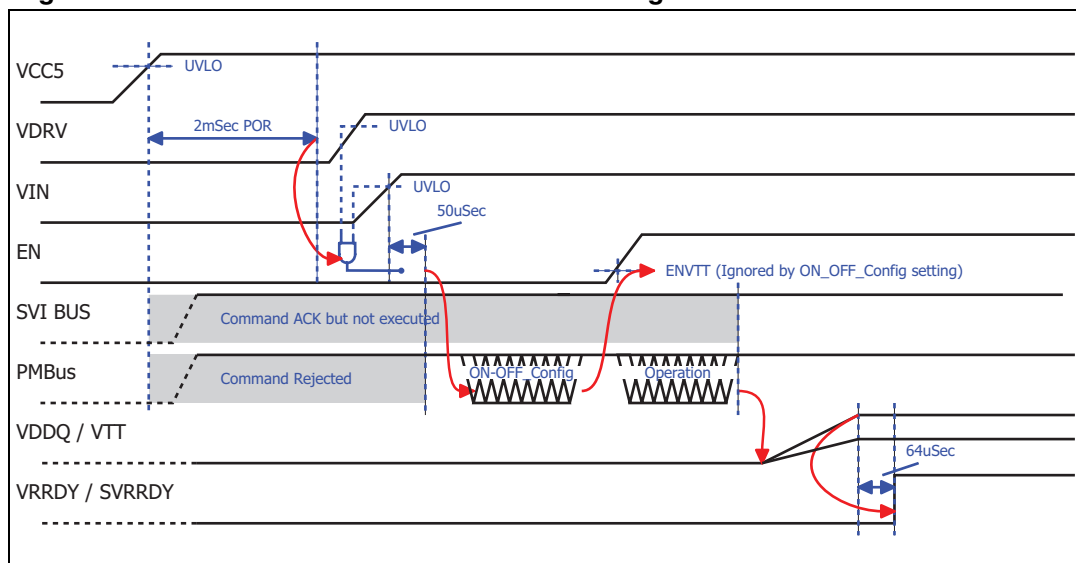 VCC5
UVLO
2mSec POR
VDRV
UVLO
VIN
UVLO
50uSec
EN
ENVTT (Ignored by ON_OFF_Config setting)
SVI BUS
Command ACK but not executed
PMBus
Command Rejected
ON-OFF_Config
Operation
VDDQ / VTT
64uSec
VRRDY / SVRRDY